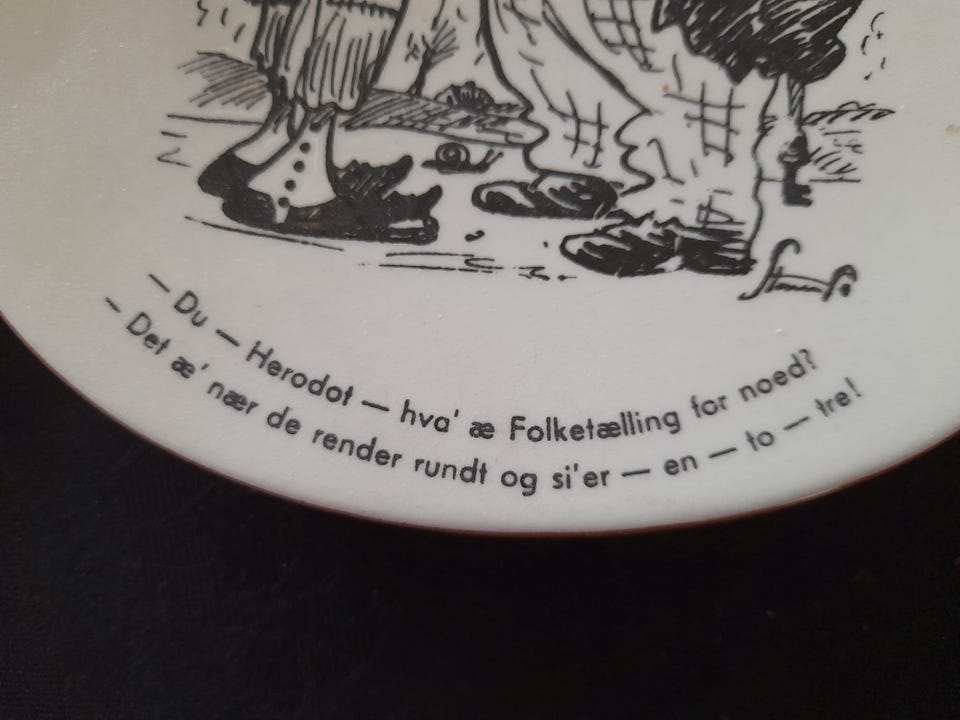 – Du – Herodot – hva' æ Folketælling for noed?
– Det æ' nær de render rundt og si'er – en – to – tre!